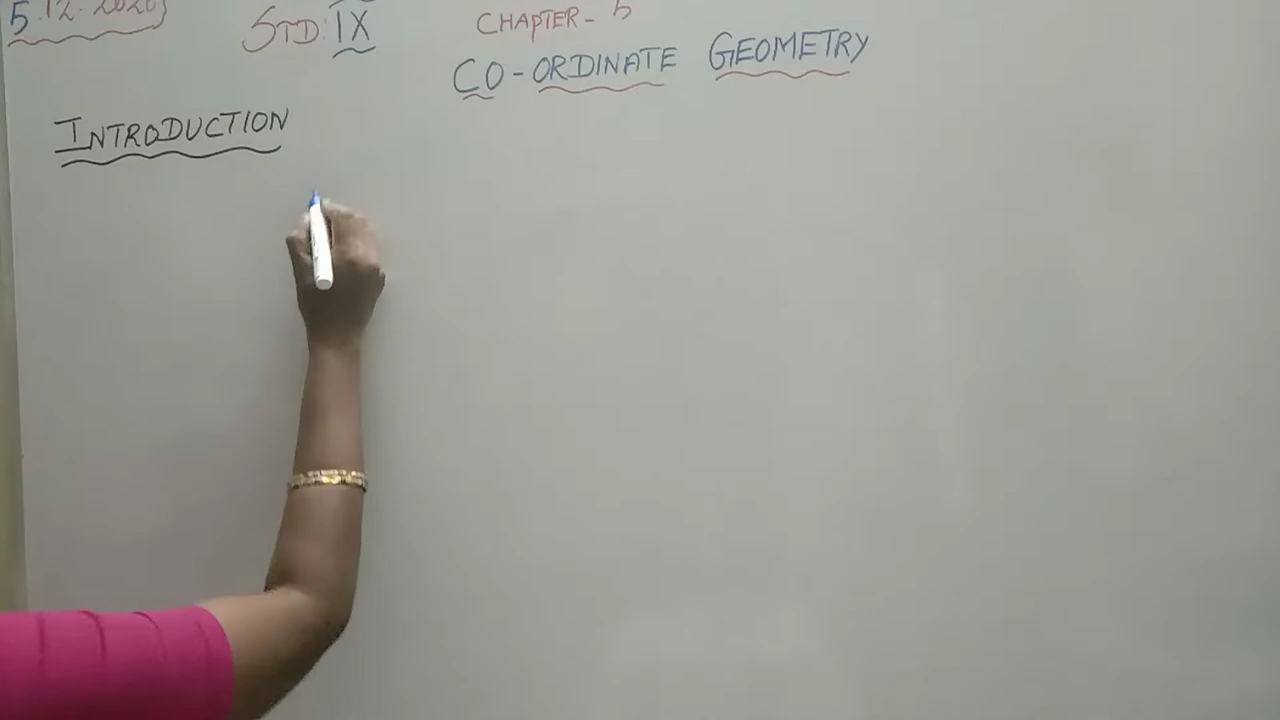 5.12.2020
STD: IX
CHAPTER - 5
CO-ORDINATE GEOMETRY
INTRODUCTION